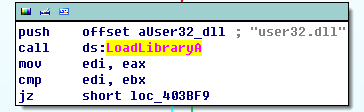 push    offset aUser32_dll ; "user32.dll"
call    ds:LoadLibraryA
mov     edi, eax
cmp     edi, ebx
jz      short loc_403BF9